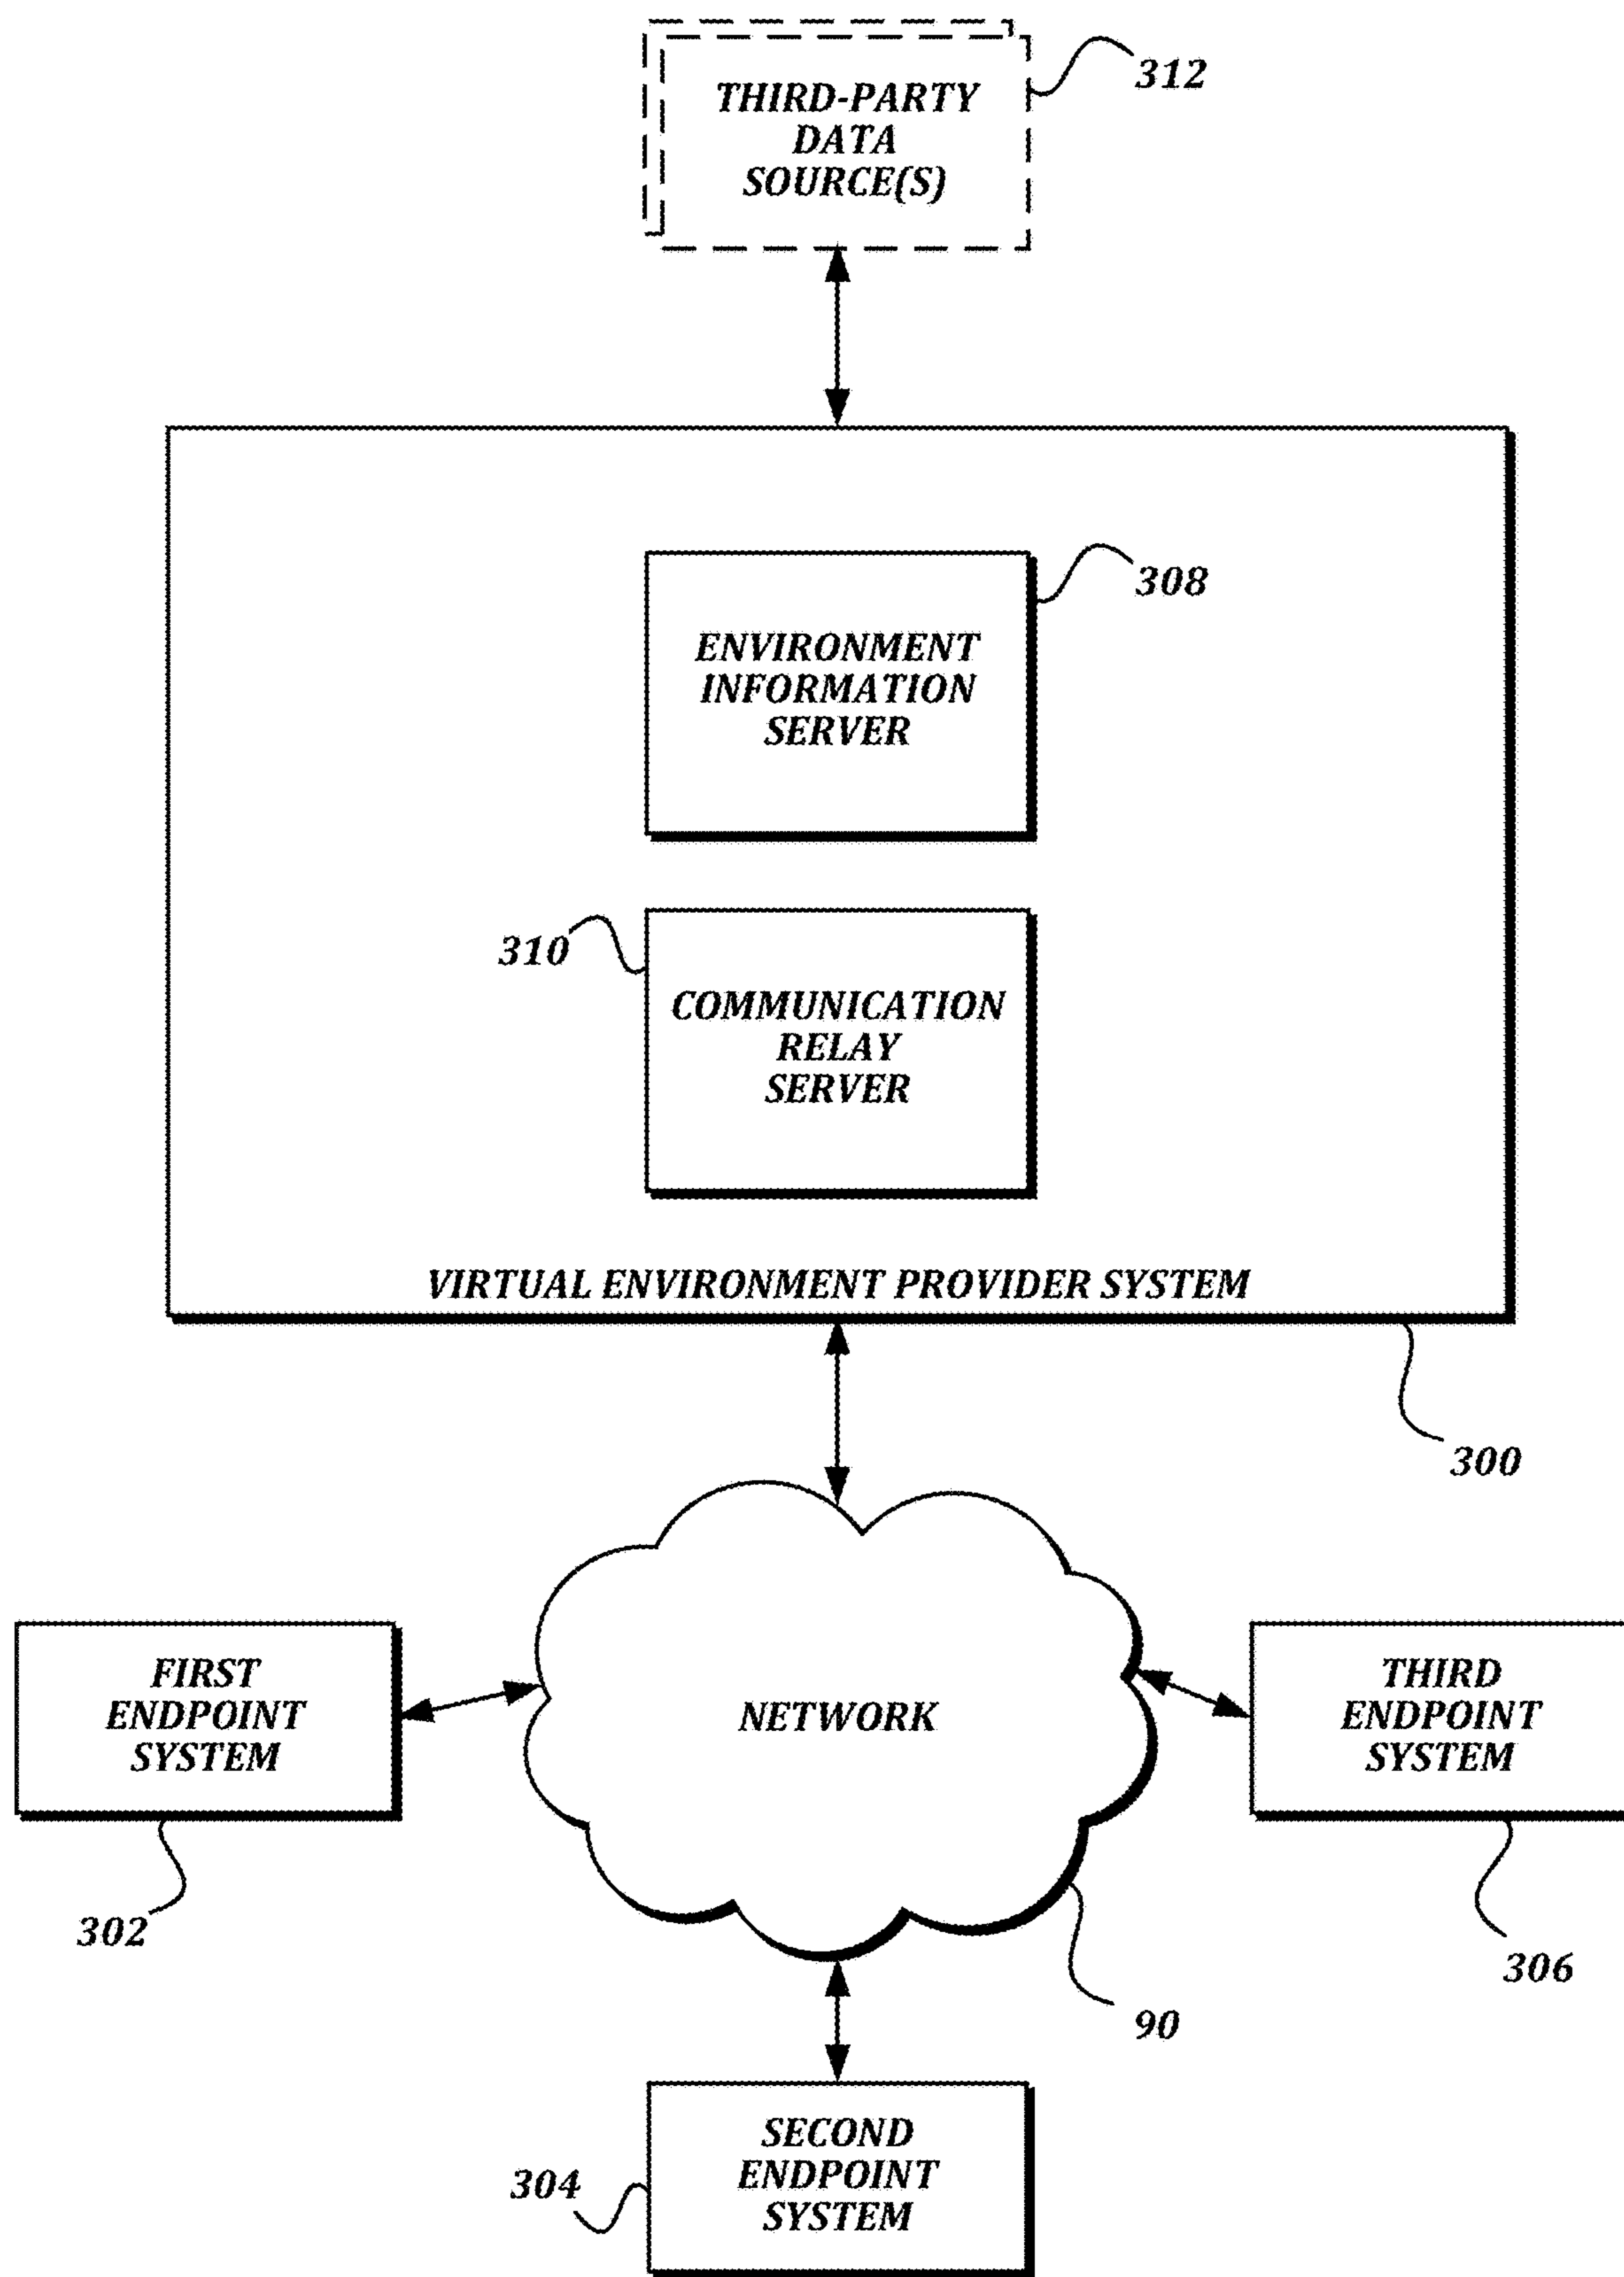 THIRD-PARTY
DATA
SOURCE(S)
312
ENVIRONMENT
INFORMATION
SERVER
308
310
COMMUNICATION
RELAY
SERVER
VIRTUAL ENVIRONMENT PROVIDER SYSTEM
300
FIRST
ENDPOINT
SYSTEM
302
NETWORK
90
THIRD
ENDPOINT
SYSTEM
306
SECOND
ENDPOINT
SYSTEM
304